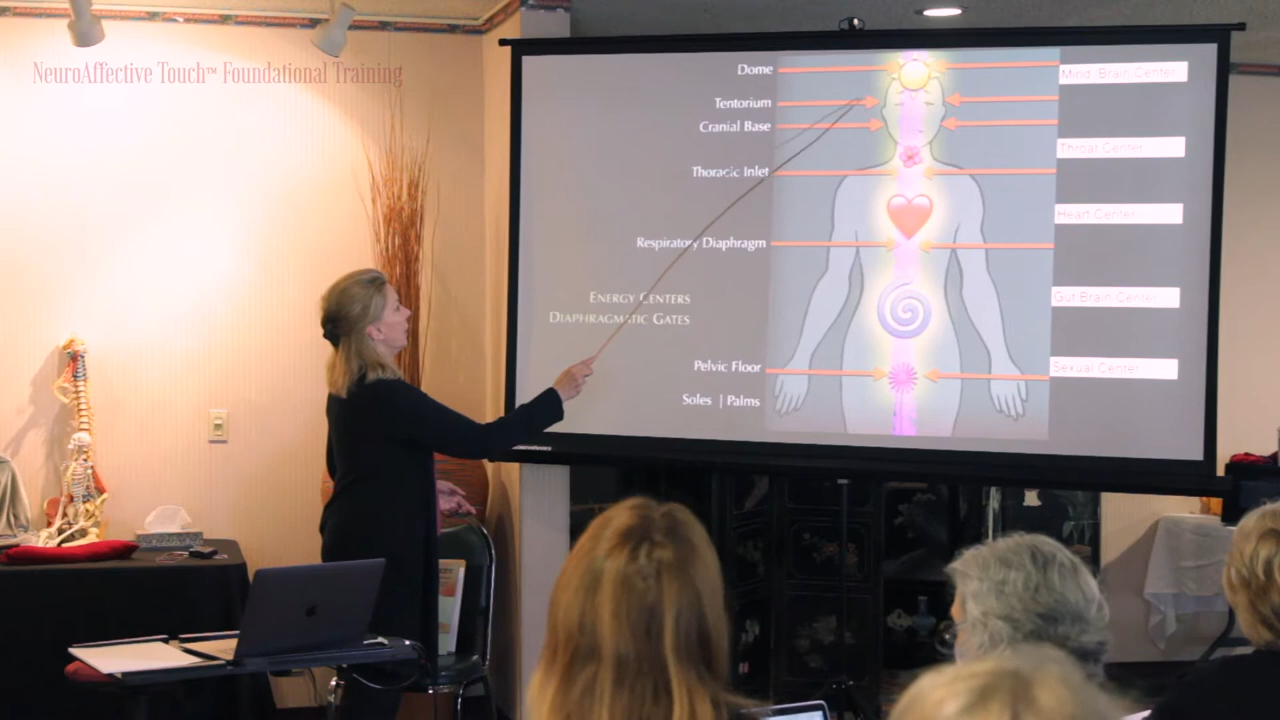 NeuroAffective Touch™ Foundational Training
Dome
Mind/Brain Center
Tentorium
Cranial Base
Throat Center
Thoracic Inlet
Heart Center
Respiratory Diaphragm
Energy Centers
Diaphragmatic Gates
Gut Brain Center
Pelvic Floor
Sexual Center
Soles | Palms